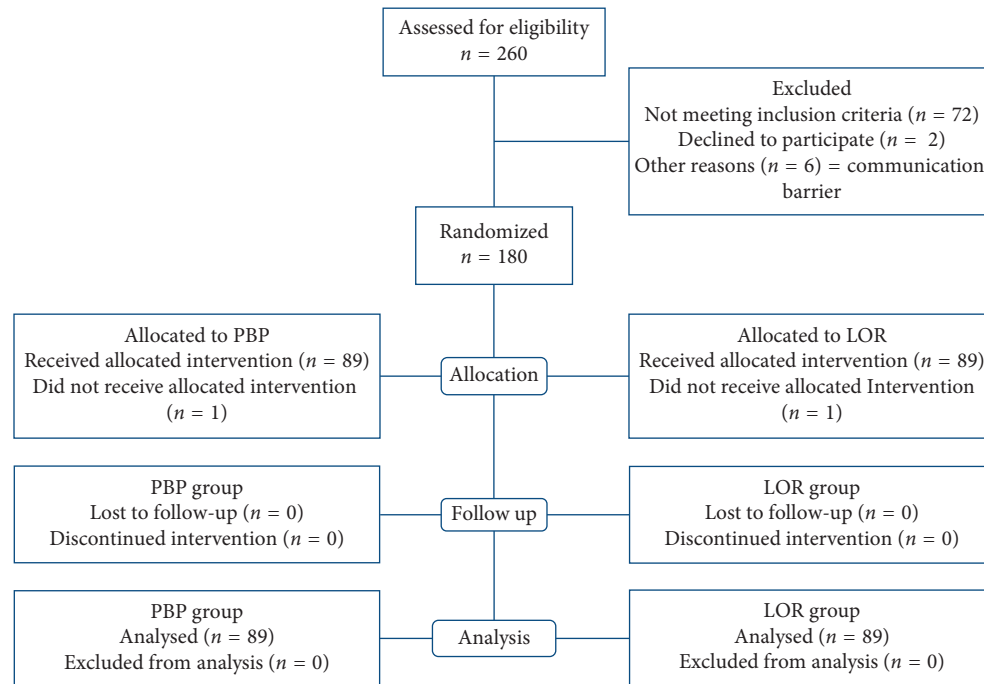 Assessed for eligibility
n = 260
Excluded
Not meeting inclusion criteria (n = 72)
Declined to participate (n = 2)
Other reasons (n = 6) = communication
barrier
Randomized
n = 180
Allocated to PBP
Received allocated intervention (n = 89)
Did not receive allocated intervention
(n = 1)
Allocation
Allocated to LOR
Received allocated intervention (n = 89)
Did not receive allocated Intervention
(n = 1)
PBP group
Lost to follow-up (n = 0)
Discontinued intervention (n = 0)
Follow up
LOR group
Lost to follow-up (n = 0)
Discontinued intervention (n = 0)
PBP group
Analysed (n = 89)
Excluded from analysis (n = 0)
Analysis
LOR group
Analysed (n = 89)
Excluded from analysis (n = 0)